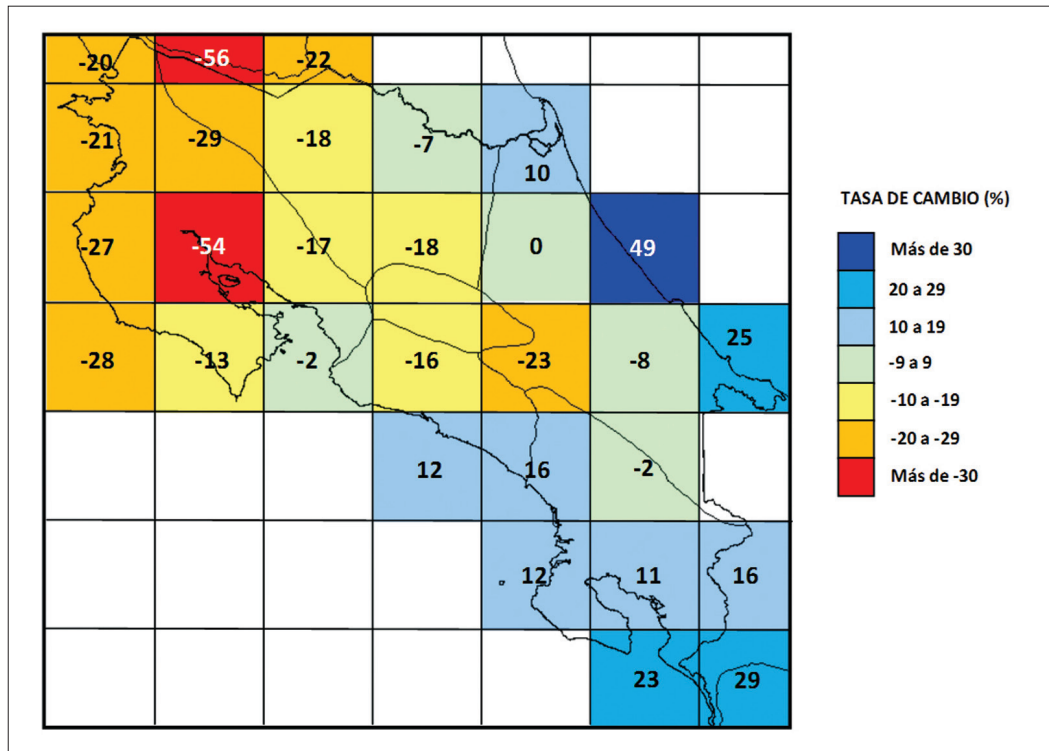 -20 -56 -22
-21 -29 -18 -7 10
-27 -54 -17 -18 0 49
-28 -13 -2 -16 -23 -8 25
12 16 -2
12 11 16
23 29
TASA DE CAMBIO (%)
Más de 30
20 a 29
10 a 19
-9 a 9
-10 a -19
-20 a -29
Más de -30